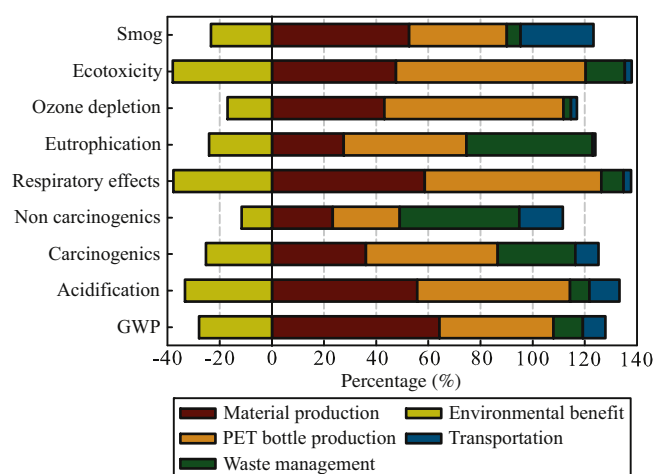 Smog
Ecotoxicity
Ozone depletion
Eutrophication
Respiratory effects
Non carcinogenics
Carcinogenics
Acidification
GWP
-40 -20 0 20 40 60 80 100 120 140
Percentage (%)
Material production Environmental benefit
PET bottle production Transportation
Waste management